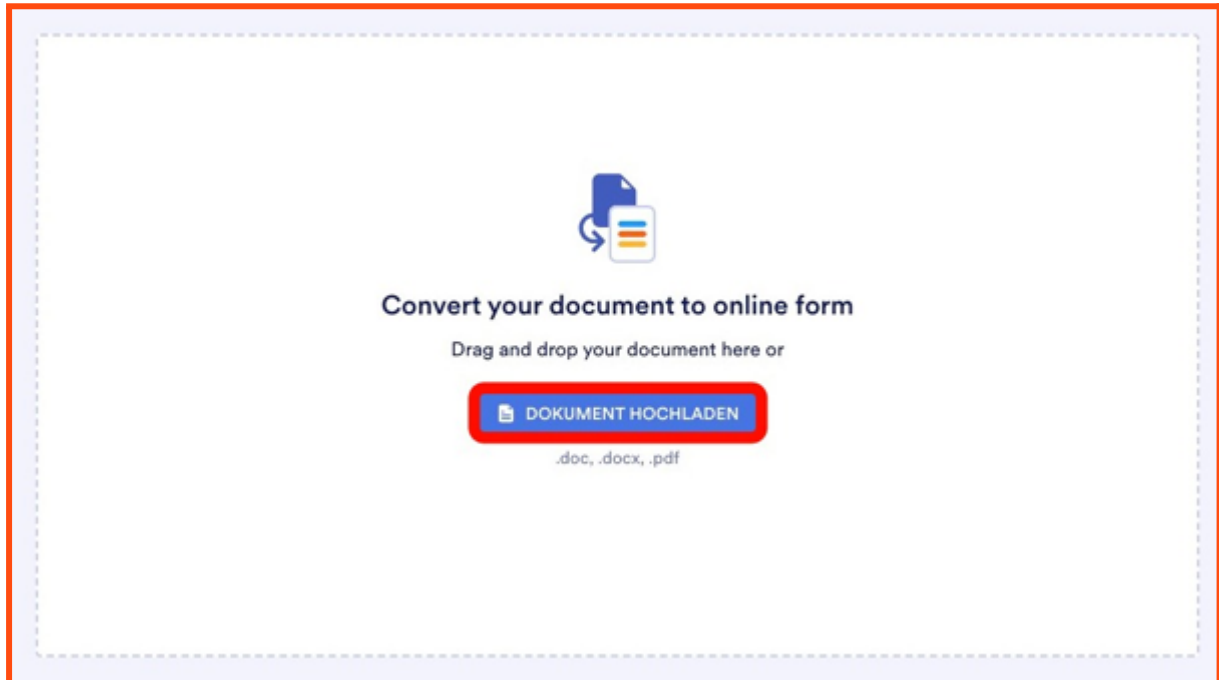 Convert your document to online form
Drag and drop your document here or
DOKUMENT HOCHLADEN
.doc, .docx, .pdf